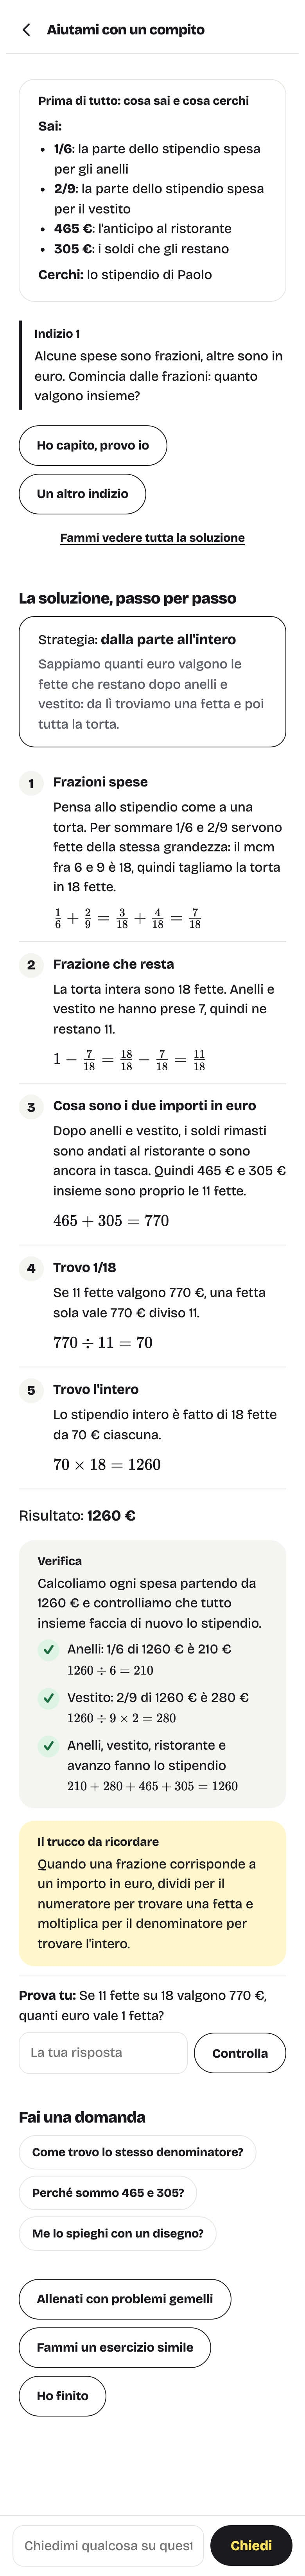 Aiutami con un compito
Prima di tutto: cosa sai e cosa cerchi
Sai:
• 1/6: la parte dello stipendio spesa
per gli anelli
• 2/9: la parte dello stipendio spesa
per il vestito
• 465 €: l'anticipo al ristorante
• 305 €: i soldi che gli restano
Cerchi: lo stipendio di Paolo
Indizio 1
Alcune spese sono frazioni, altre sono in
euro. Comincia dalle frazioni: quanto
valgono insieme?
Ho capito, provo io
Un altro indizio
Fammi vedere tutta la soluzione
La soluzione, passo per passo
Strategia: dalla parte all'intero
Sappiamo quanti euro valgono le
fette che restano dopo anelli e
vestito: da lì troviamo una fetta e poi
tutta la torta.
1 Frazioni spese
Pensa allo stipendio come a una
torta. Per sommare 1/6 e 2/9 servono
fette della stessa grandezza: il mcm
fra 6 e 9 è 18, quindi tagliamo la torta
in 18 fette.
1/6 + 2/9 = 3/18 + 4/18 = 7/18
2 Frazione che resta
La torta intera sono 18 fette. Anelli e
vestito ne hanno prese 7, quindi ne
restano 11.
1 − 7/18 = 18/18 − 7/18 = 11/18
3 Cosa sono i due importi in euro
Dopo anelli e vestito, i soldi rimasti
sono andati al ristorante o sono
ancora in tasca. Quindi 465 € e 305 €
insieme sono proprio le 11 fette.
465 + 305 = 770
4 Trovo 1/18
Se 11 fette valgono 770 €, una fetta
sola vale 770 € diviso 11.
770 ÷ 11 = 70
5 Trovo l'intero
Lo stipendio intero è fatto di 18 fette
da 70 € ciascuna.
70 × 18 = 1260
Risultato: 1260 €
Verifica
Calcoliamo ogni spesa partendo da
1260 € e controlliamo che tutto
insieme faccia di nuovo lo stipendio.
Anelli: 1/6 di 1260 € è 210 €
1260 ÷ 6 = 210
Vestito: 2/9 di 1260 € è 280 €
1260 ÷ 9 × 2 = 280
Anelli, vestito, ristorante e
avanzo fanno lo stipendio
210 + 280 + 465 + 305 = 1260
Il trucco da ricordare
Quando una frazione corrisponde a
un importo in euro, dividi per il
numeratore per trovare una fetta e
moltiplica per il denominatore per
trovare l'intero.
Prova tu: Se 11 fette su 18 valgono 770 €,
quanti euro vale 1 fetta?
La tua risposta
Controlla
Fai una domanda
Come trovo lo stesso denominatore?
Perché sommo 465 e 305?
Me lo spieghi con un disegno?
Allenati con problemi gemelli
Fammi un esercizio simile
Ho finito
Chiedimi qualcosa su quest
Chiedi